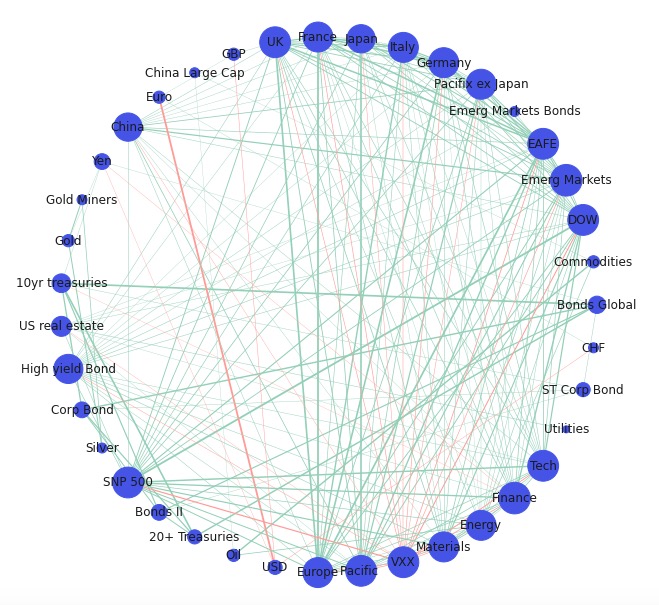 UK
France
Japan
Italy
Germany
Pacifix ex Japan
Emerg Markets Bonds
EAFE
Emerg Markets
DOW
Commodities
Bonds Global
CHF
ST Corp Bond
Utilities
Tech
Finance
Energy
Materials
VXX
Pacific
Europe
USD
Oil
20+ Treasuries
Bonds II
SNP 500
Silver
Corp Bond
High yield Bond
US real estate
10yr treasuries
Gold
Gold Miners
Yen
China
Euro
China Large Cap
GBP